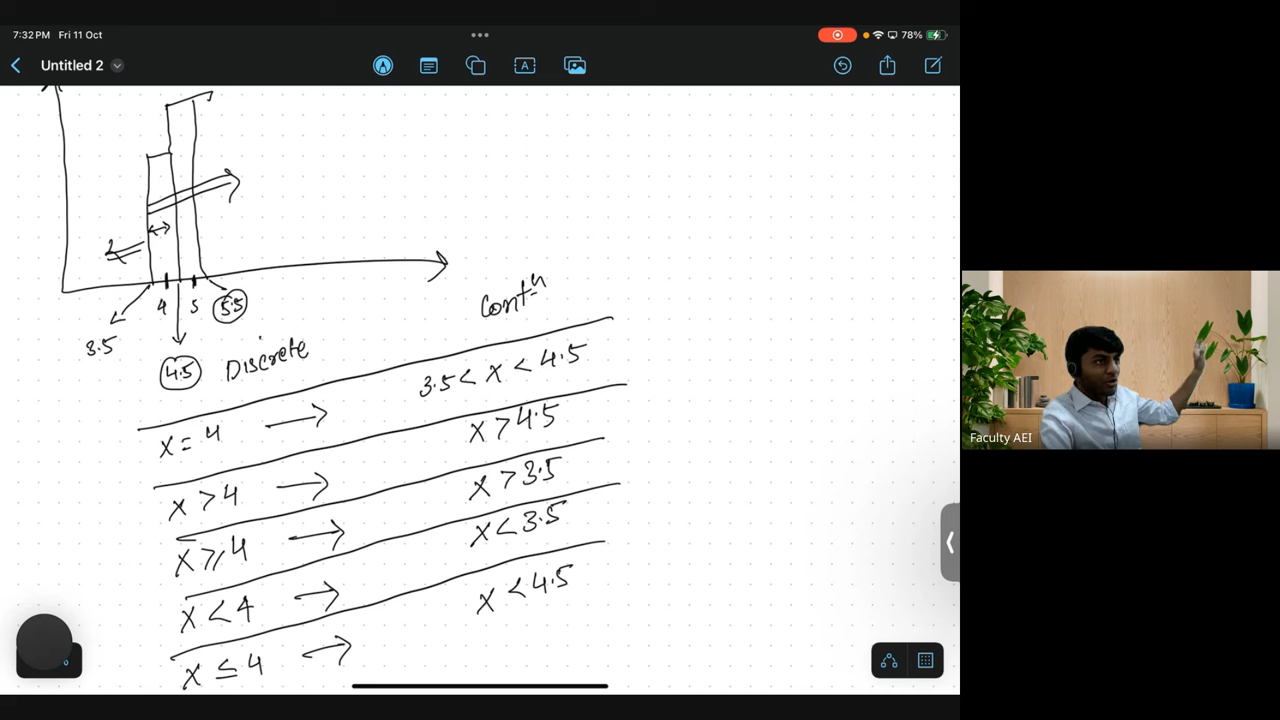 7:32 PM Fri 11 Oct
78%
Untitled 2
4 5 5.5
3.5
4.5 Discrete
Contⁿ
x = 4 → 3.5 < x < 4.5
x > 4 → x > 4.5
x ≥ 4 → x > 3.5
x < 4 → x < 3.5
x ≤ 4 → x < 4.5
Faculty AEI